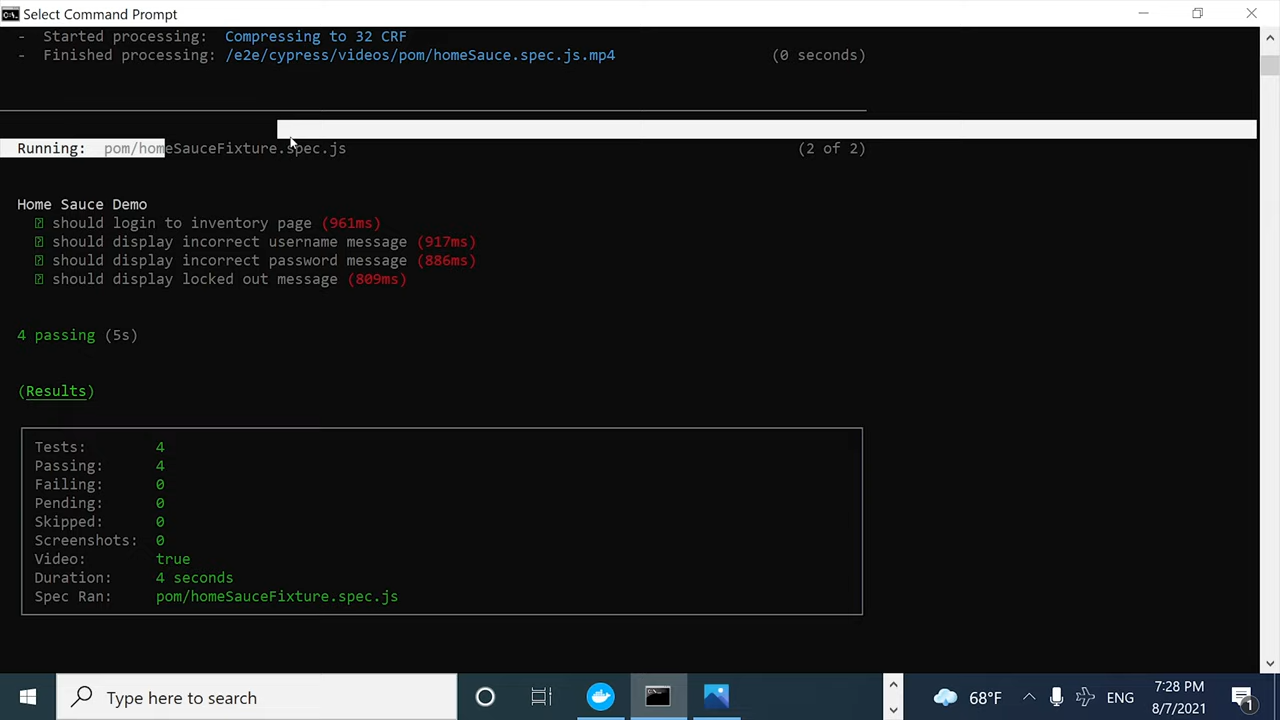 Select Command Prompt
- Started processing: Compressing to 32 CRF
- Finished processing: /e2e/cypress/videos/pom/homeSauce.spec.js.mp4 (0 seconds)
Running: pom/homeSauceFixture.spec.js (2 of 2)
Home Sauce Demo
should login to inventory page (961ms)
should display incorrect username message (917ms)
should display incorrect password message (886ms)
should display locked out message (809ms)
4 passing (5s)
(Results)
Tests: 4
Passing: 4
Failing: 0
Pending: 0
Skipped: 0
Screenshots: 0
Video: true
Duration: 4 seconds
Spec Ran: pom/homeSauceFixture.spec.js
Type here to search
68°F
ENG
7:28 PM
8/7/2021
1